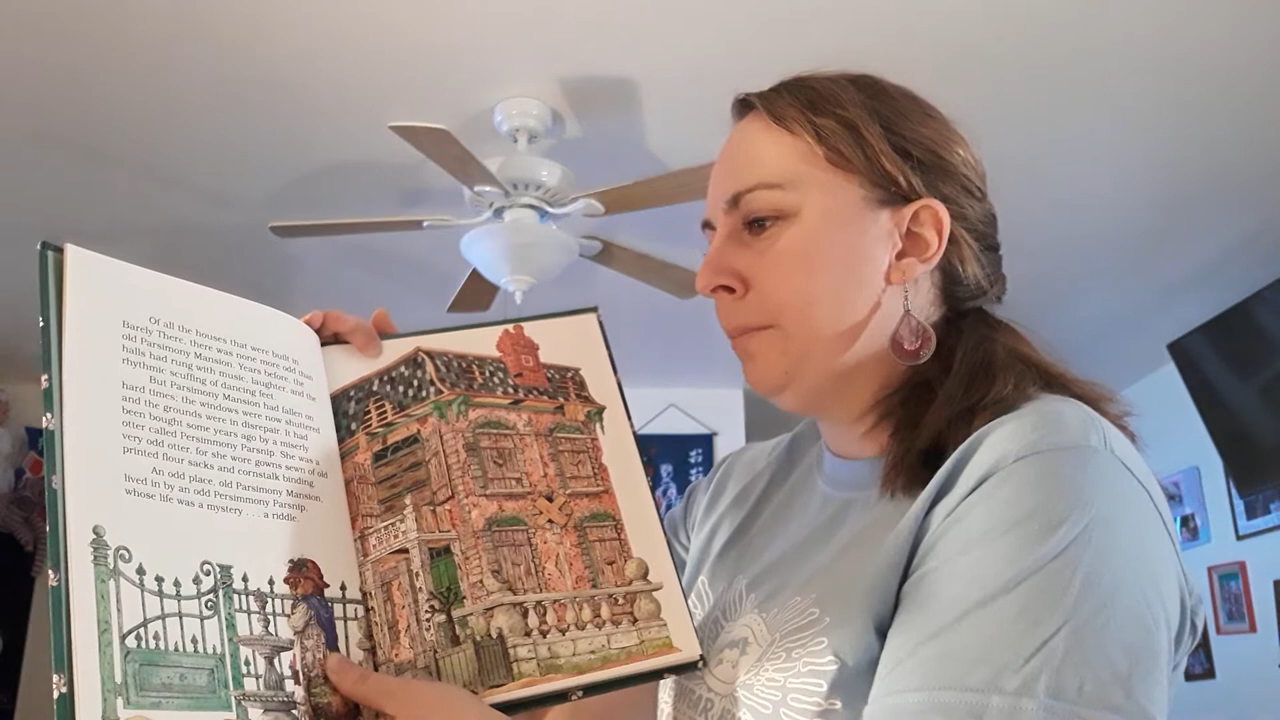 Of all the houses that were built in
Barely There, there was none more odd than
old Parsimony Mansion. Years before, the
halls had rung with music, laughter, and the
rhythmic scuffing of dancing feet.
But Parsimony Mansion had fallen on
hard times; the windows were now shuttered
and the grounds were in disrepair. It had
been bought some years ago by a miserly
otter called Persimmony Parsnip. She was a
very odd otter, for she wore gowns sewn of old
printed flour sacks and cornstalk binding.
An odd place, old Parsimony Mansion,
lived in by an odd Persimmony Parsnip,
whose life was a mystery . . . a riddle.